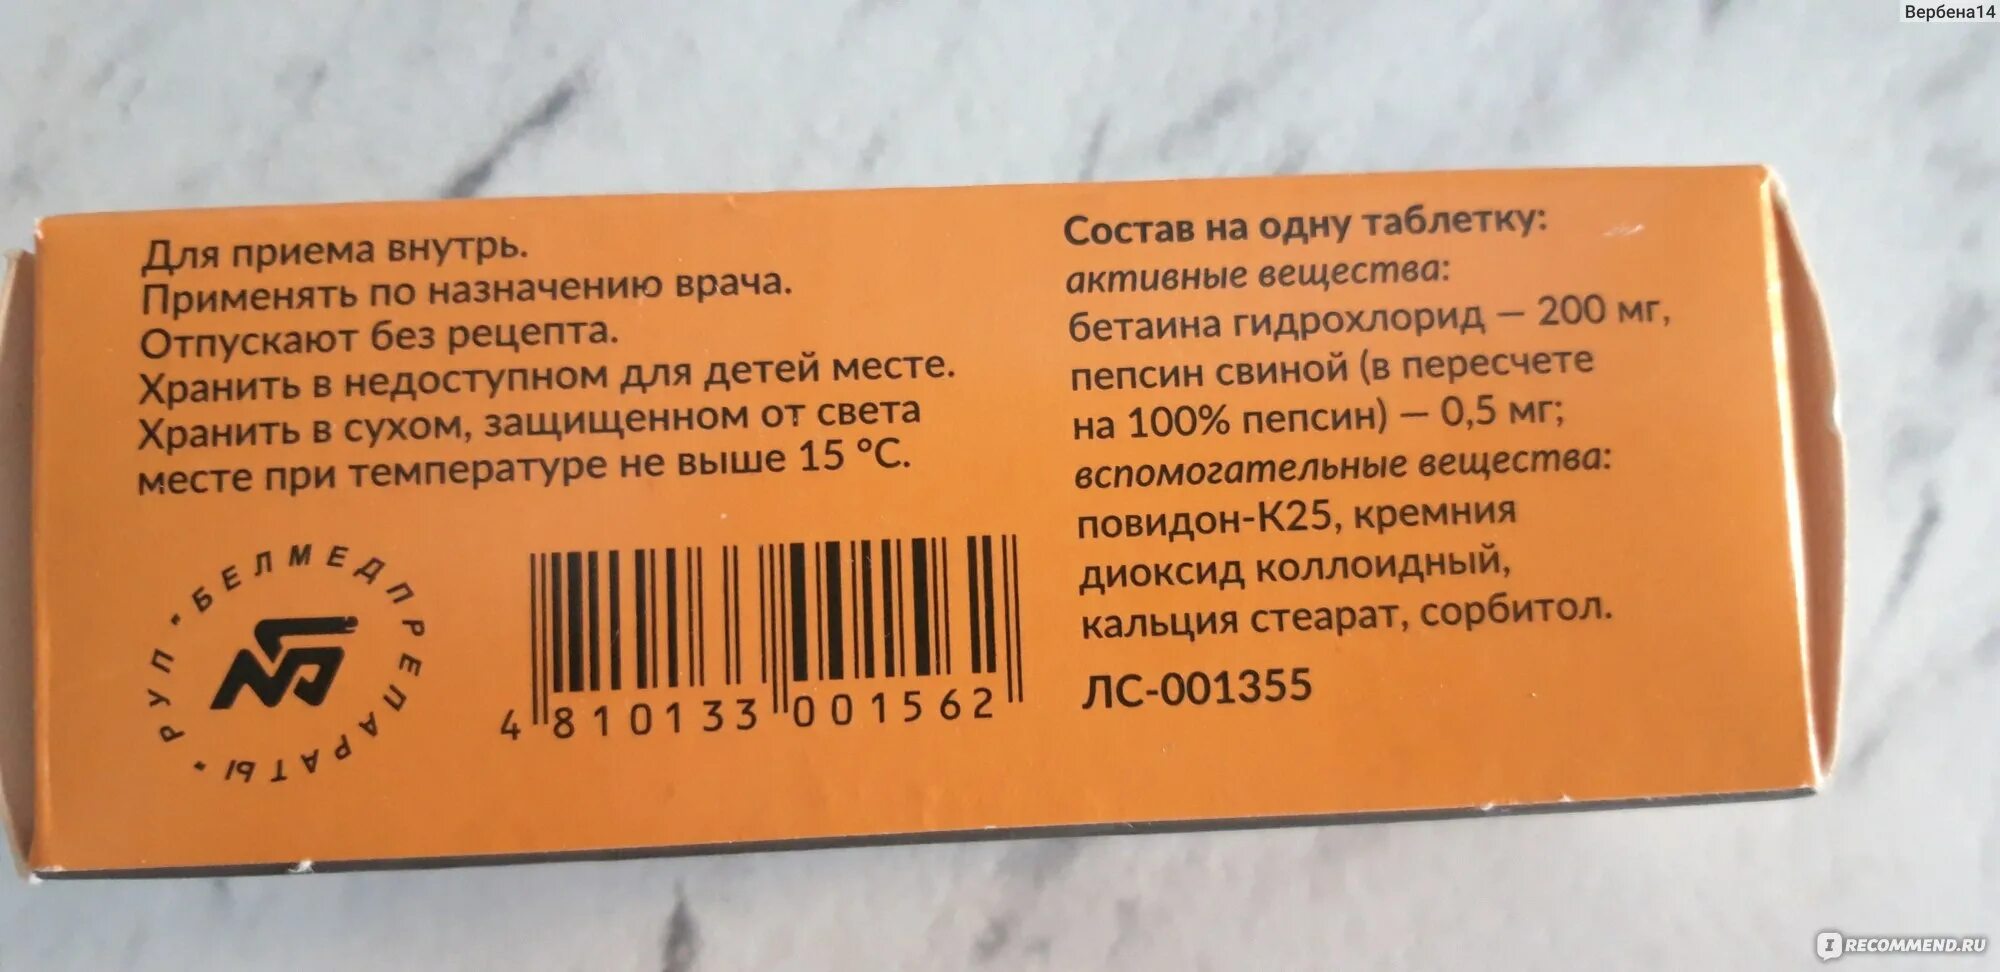 Вербена14
Для приема внутрь.
Применять по назначению врача.
Отпускают без рецепта.
Хранить в недоступном для детей месте.
Хранить в сухом, защищенном от света
месте при температуре не выше 15 °С.
РУП "БЕЛМЕДПРЕПАРАТЫ"
4 810133 001562
Состав на одну таблетку:
активные вещества:
бетаина гидрохлорид — 200 мг,
пепсин свиной (в пересчете
на 100% пепсин) — 0,5 мг;
вспомогательные вещества:
повидон-К25, кремния
диоксид коллоидный,
кальция стеарат, сорбитол.
ЛС-001355
IRECOMMEND.RU